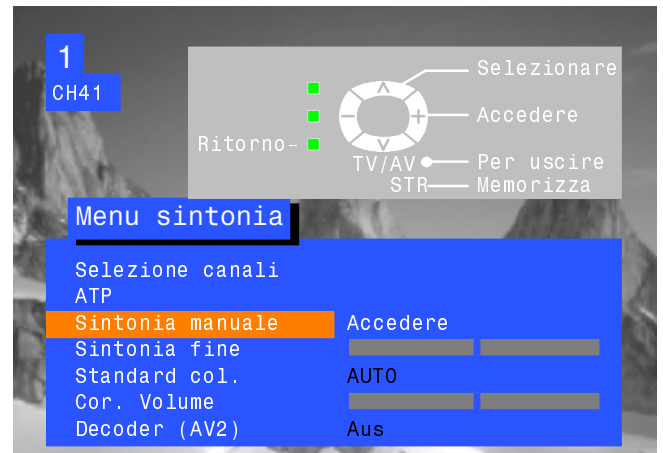 1
CH41
Selezionare
Accedere
Ritorno-
TV/AV Per uscire
STR Memorizza
Menu sintonia
Selezione canali
ATP
Sintonia manuale Accedere
Sintonia fine
Standard col. AUTO
Cor. Volume
Decoder (AV2) Aus